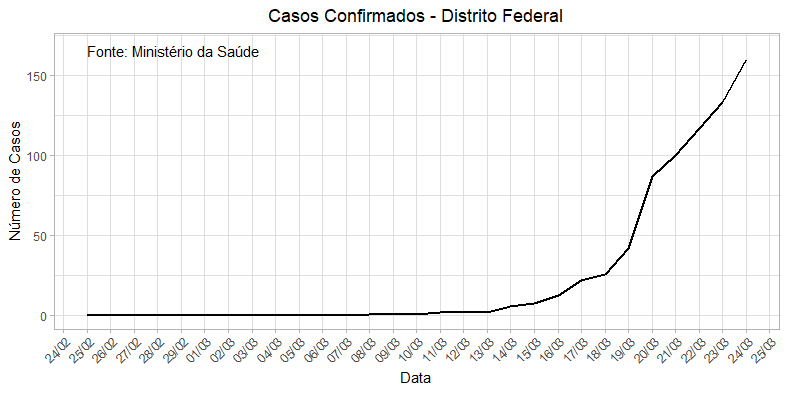 Casos Confirmados - Distrito Federal
Fonte: Ministério da Saúde
Número de Casos
150
100
50
0
24/02 25/02 26/02 27/02 28/02 29/02 01/03 02/03 03/03 04/03 05/03 06/03 07/03 08/03 09/03 10/03 11/03 12/03 13/03 14/03 15/03 16/03 17/03 18/03 19/03 20/03 21/03 22/03 23/03 24/03 25/03
Data